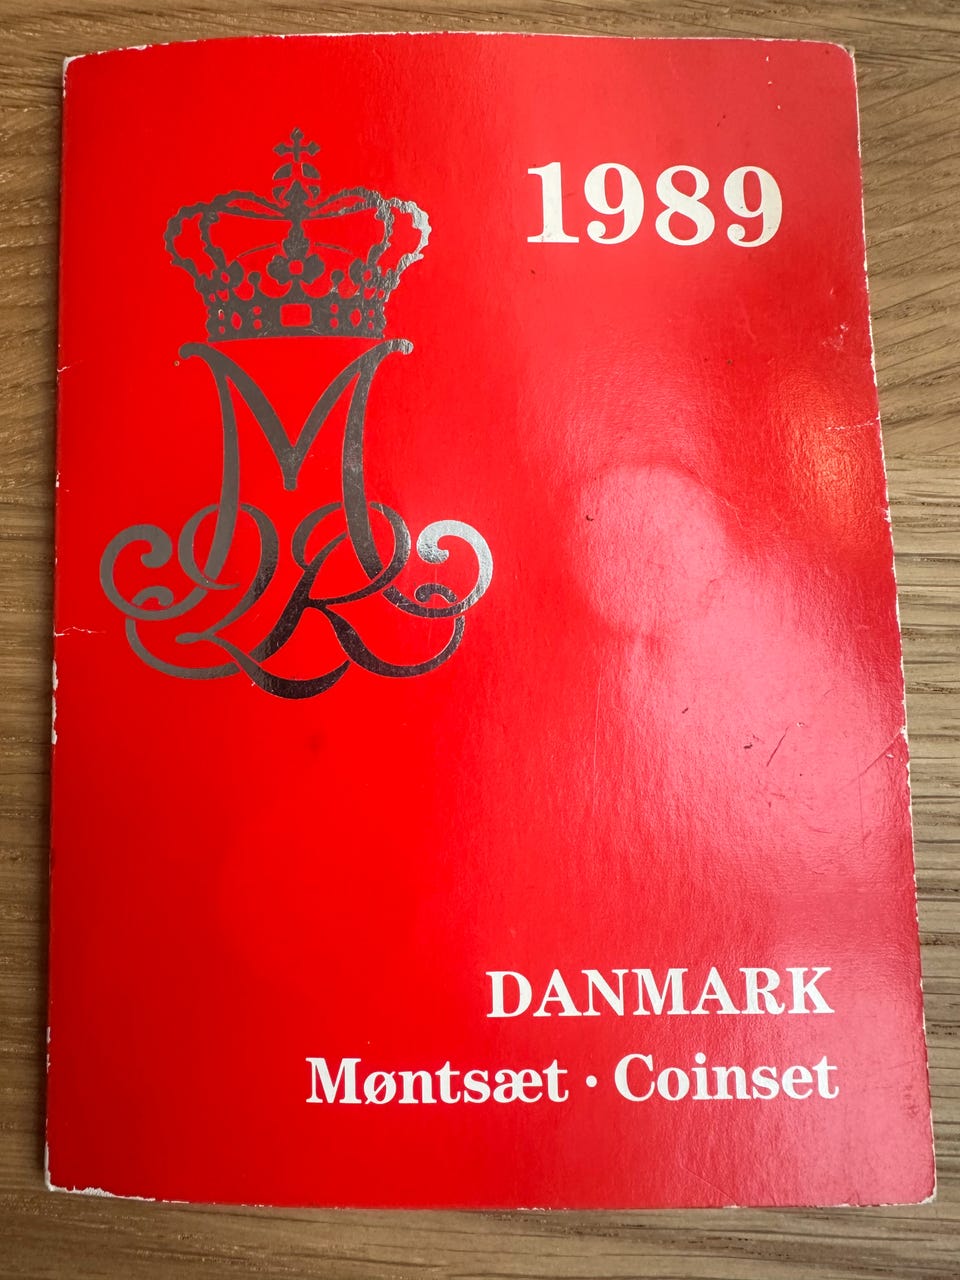 1989
DANMARK
Møntsæt · Coinset